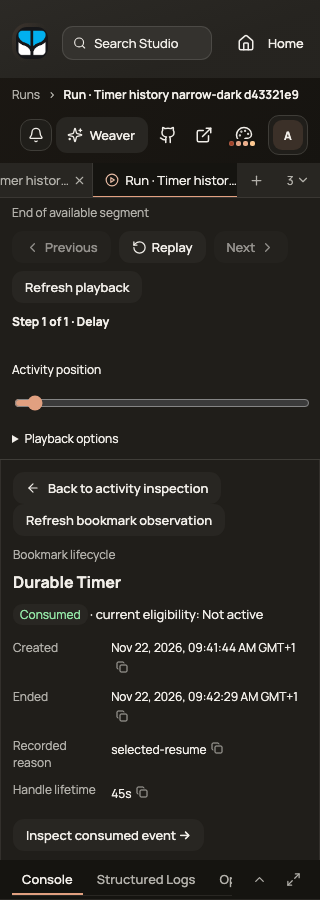 Search Studio
Home
Runs › Run · Timer history narrow-dark d43321e9
Weaver
A
mer histor... × Run · Timer histor... + 3
End of available segment
Previous Replay Next
Refresh playback
Step 1 of 1 · Delay
Activity position
Playback options
← Back to activity inspection
Refresh bookmark observation
Bookmark lifecycle
Durable Timer
Consumed · current eligibility: Not active
Created Nov 22, 2026, 09:41:44 AM GMT+1
Ended Nov 22, 2026, 09:42:29 AM GMT+1
Recorded reason selected-resume
Handle lifetime 45s
Inspect consumed event →
Console Structured Logs